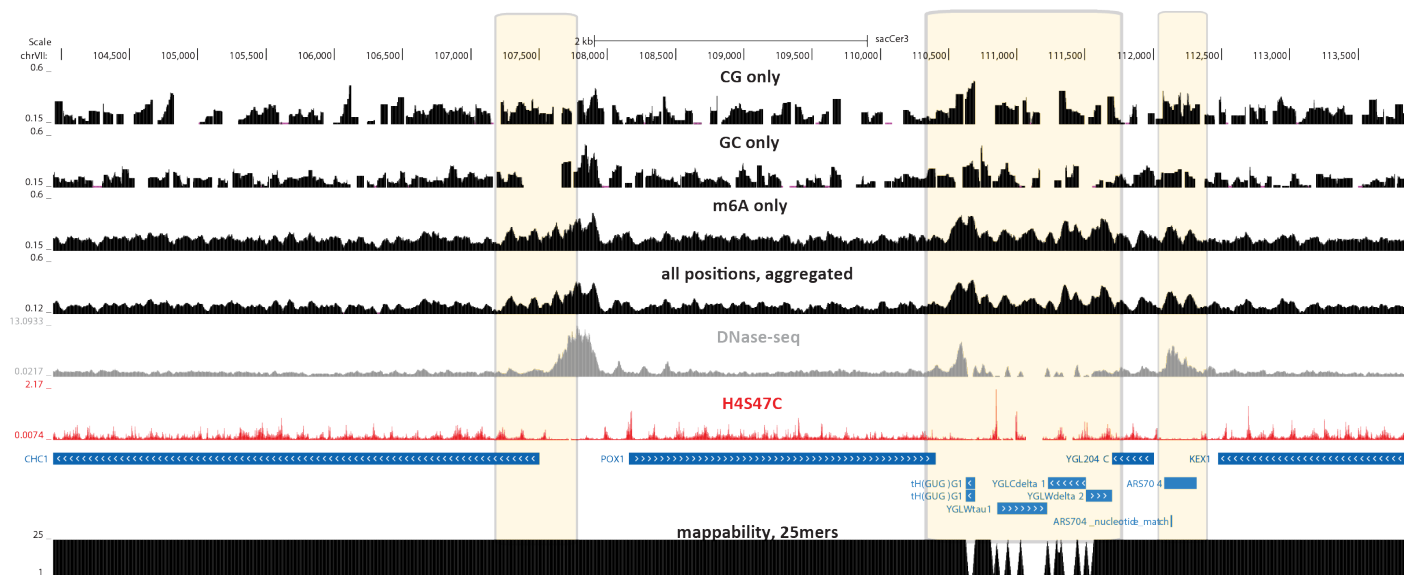 Scale 2 kb sacCer3
chrVII: 104,500 105,000 105,500 106,000 106,500 107,000 107,500 108,000 108,500 109,000 109,500 110,000 110,500 111,000 111,500 112,000 112,500 113,000 113,500
0.6 _
CG only
0.15 _
0.6 _
GC only
0.15 _
0.6 _
m6A only
0.15 _
0.6 _
all positions, aggregated
0.12 _
13.0933 _
DNase-seq
0.0217 _
2.17 _
H4S47C
0.0074 _
CHC1 POX1 YGL204 C KEX1
tH(GUG )G1 YGLCdelta 1 ARS70 4
tH(GUG )G1 YGLWdelta 2
YGLWtau1
ARS704 _nucleotide_match
mappability, 25mers
25 _
1 _